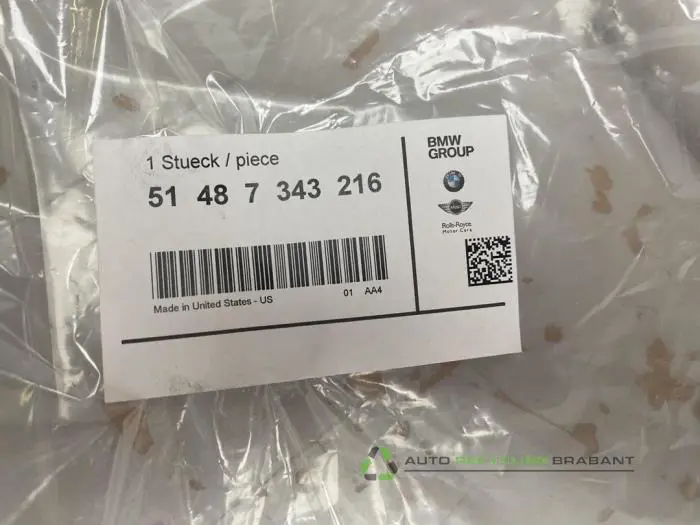 1 Stueck / piece
51 48 7 343 216
Made in United States - US
01 AA4
BMW
GROUP
Rolls-Royce
Motor Cars
AUTO RECYCLING BRABANT